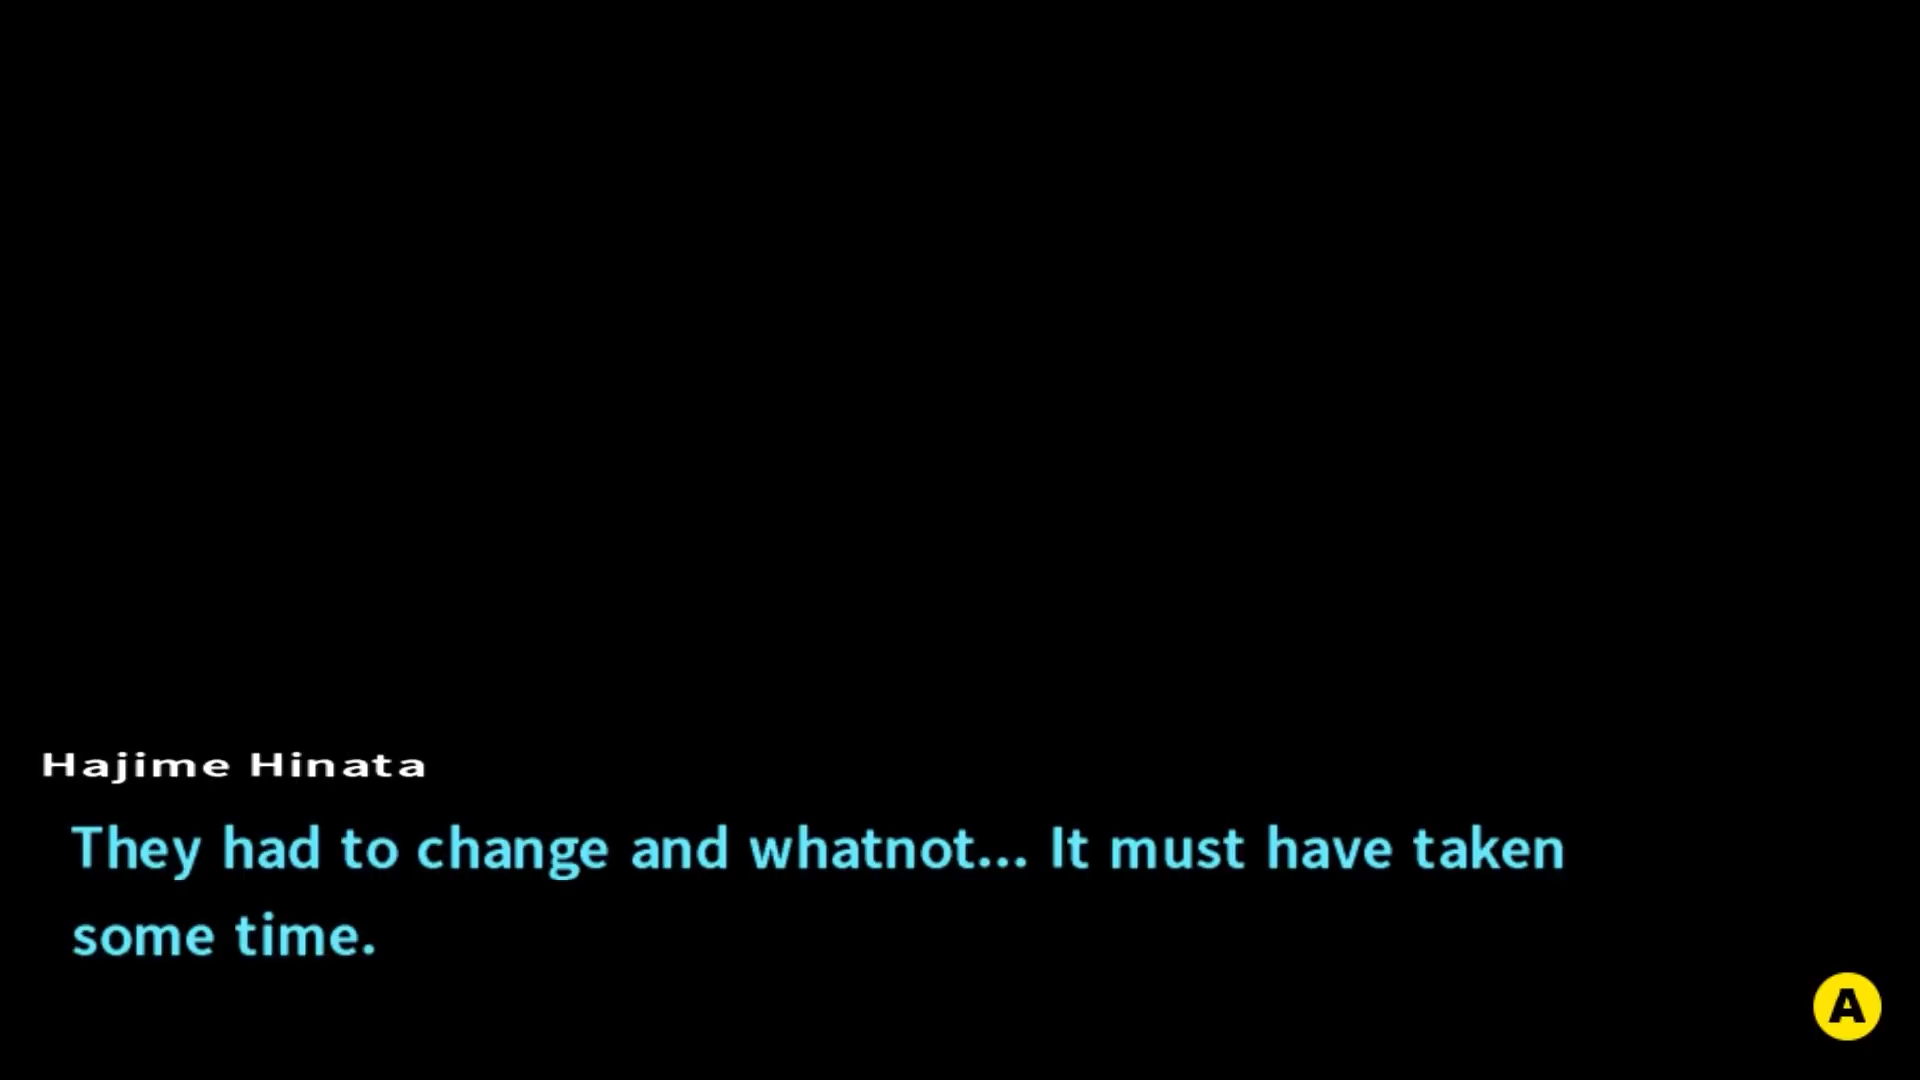 Hajime Hinata
They had to change and whatnot... It must have taken
some time.
A